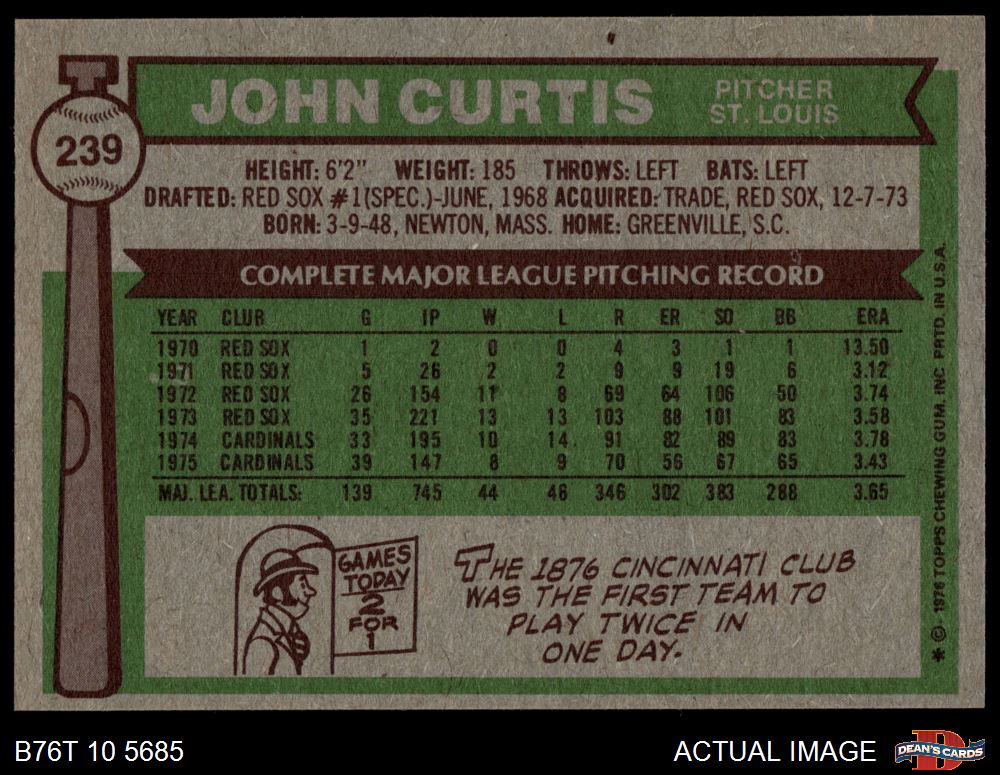 JOHN CURTIS
PITCHER
ST. LOUIS
239
HEIGHT: 6'2" WEIGHT: 185 THROWS: LEFT BATS: LEFT
DRAFTED: RED SOX #1(SPEC.)-JUNE, 1968 ACQUIRED: TRADE, RED SOX, 12-7-73
BORN: 3-9-48, NEWTON, MASS. HOME: GREENVILLE, S.C.
COMPLETE MAJOR LEAGUE PITCHING RECORD
YEAR CLUB G IP W L R ER SO BB ERA
1970 RED SOX 1 2 0 0 4 3 1 1 13.50
1971 RED SOX 5 26 2 2 9 9 19 6 3.12
1972 RED SOX 26 154 11 8 69 64 106 50 3.74
1973 RED SOX 35 221 13 13 103 88 101 83 3.58
1974 CARDINALS 33 195 10 14 91 82 89 83 3.78
1975 CARDINALS 39 147 8 9 70 56 67 65 3.43
MAJ. LEA. TOTALS: 139 745 44 46 346 302 383 288 3.65
GAMES
TODAY
2
FOR
1
THE 1876 CINCINNATI CLUB
WAS THE FIRST TEAM TO
PLAY TWICE IN
ONE DAY.
* © 1976 TOPPS CHEWING GUM, INC PRTD. IN U.S.A.
B76T 10 5685
ACTUAL IMAGE
D
DEAN'S CARDS